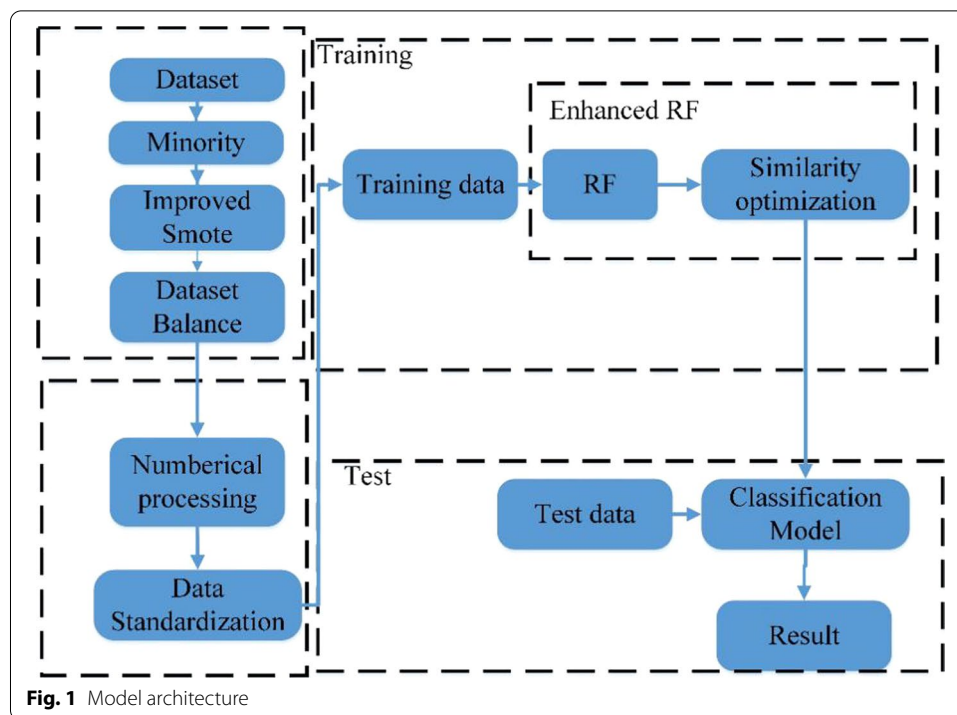 Dataset
Minority
Improved
Smote
Dataset
Balance
Numberical
processing
Data
Standardization
Training
Training data
Enhanced RF
RF
Similarity
optimization
Test
Test data
Classification
Model
Result
Fig. 1 Model architecture